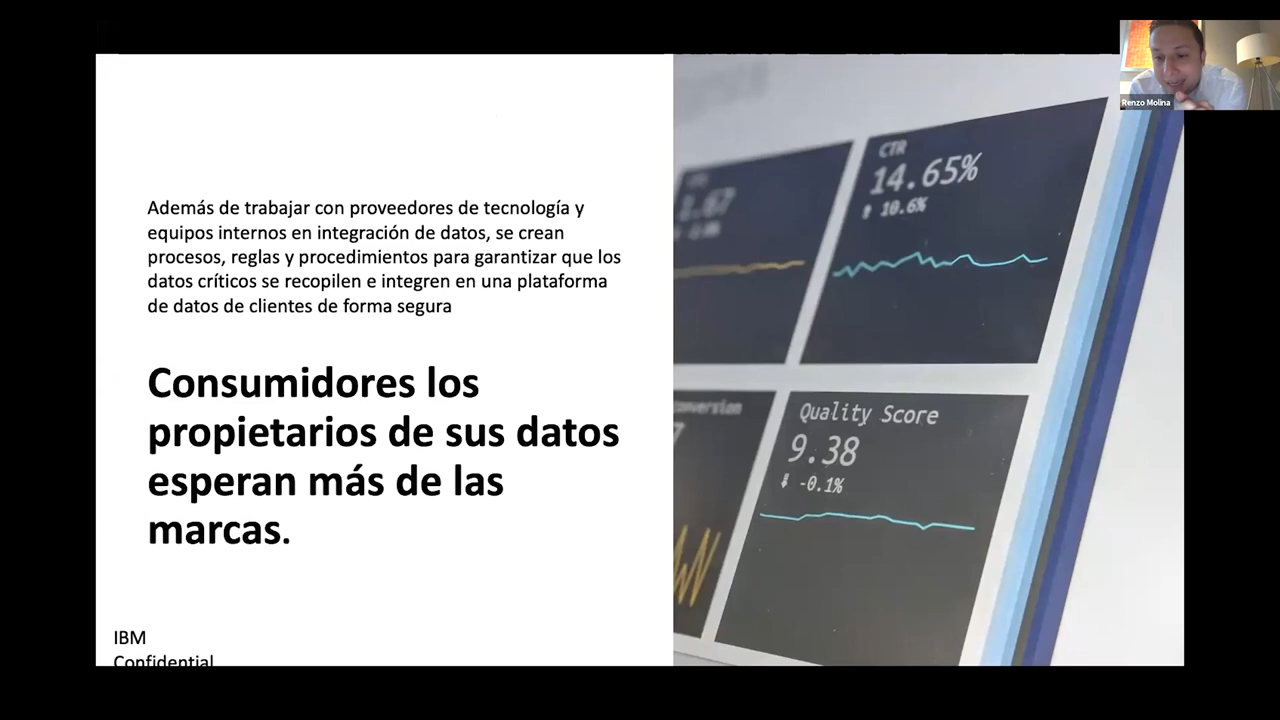 Además de trabajar con proveedores de tecnología y
equipos internos en integración de datos, se crean
procesos, reglas y procedimientos para garantizar que los
datos críticos se recopilen e integren en una plataforma
de datos de clientes de forma segura
Consumidores los
propietarios de sus datos
esperan más de las
marcas.
IBM
Confidential
CTR
14.65%
10.6%
Quality Score
9.38
-0.1%
Renzo Molina